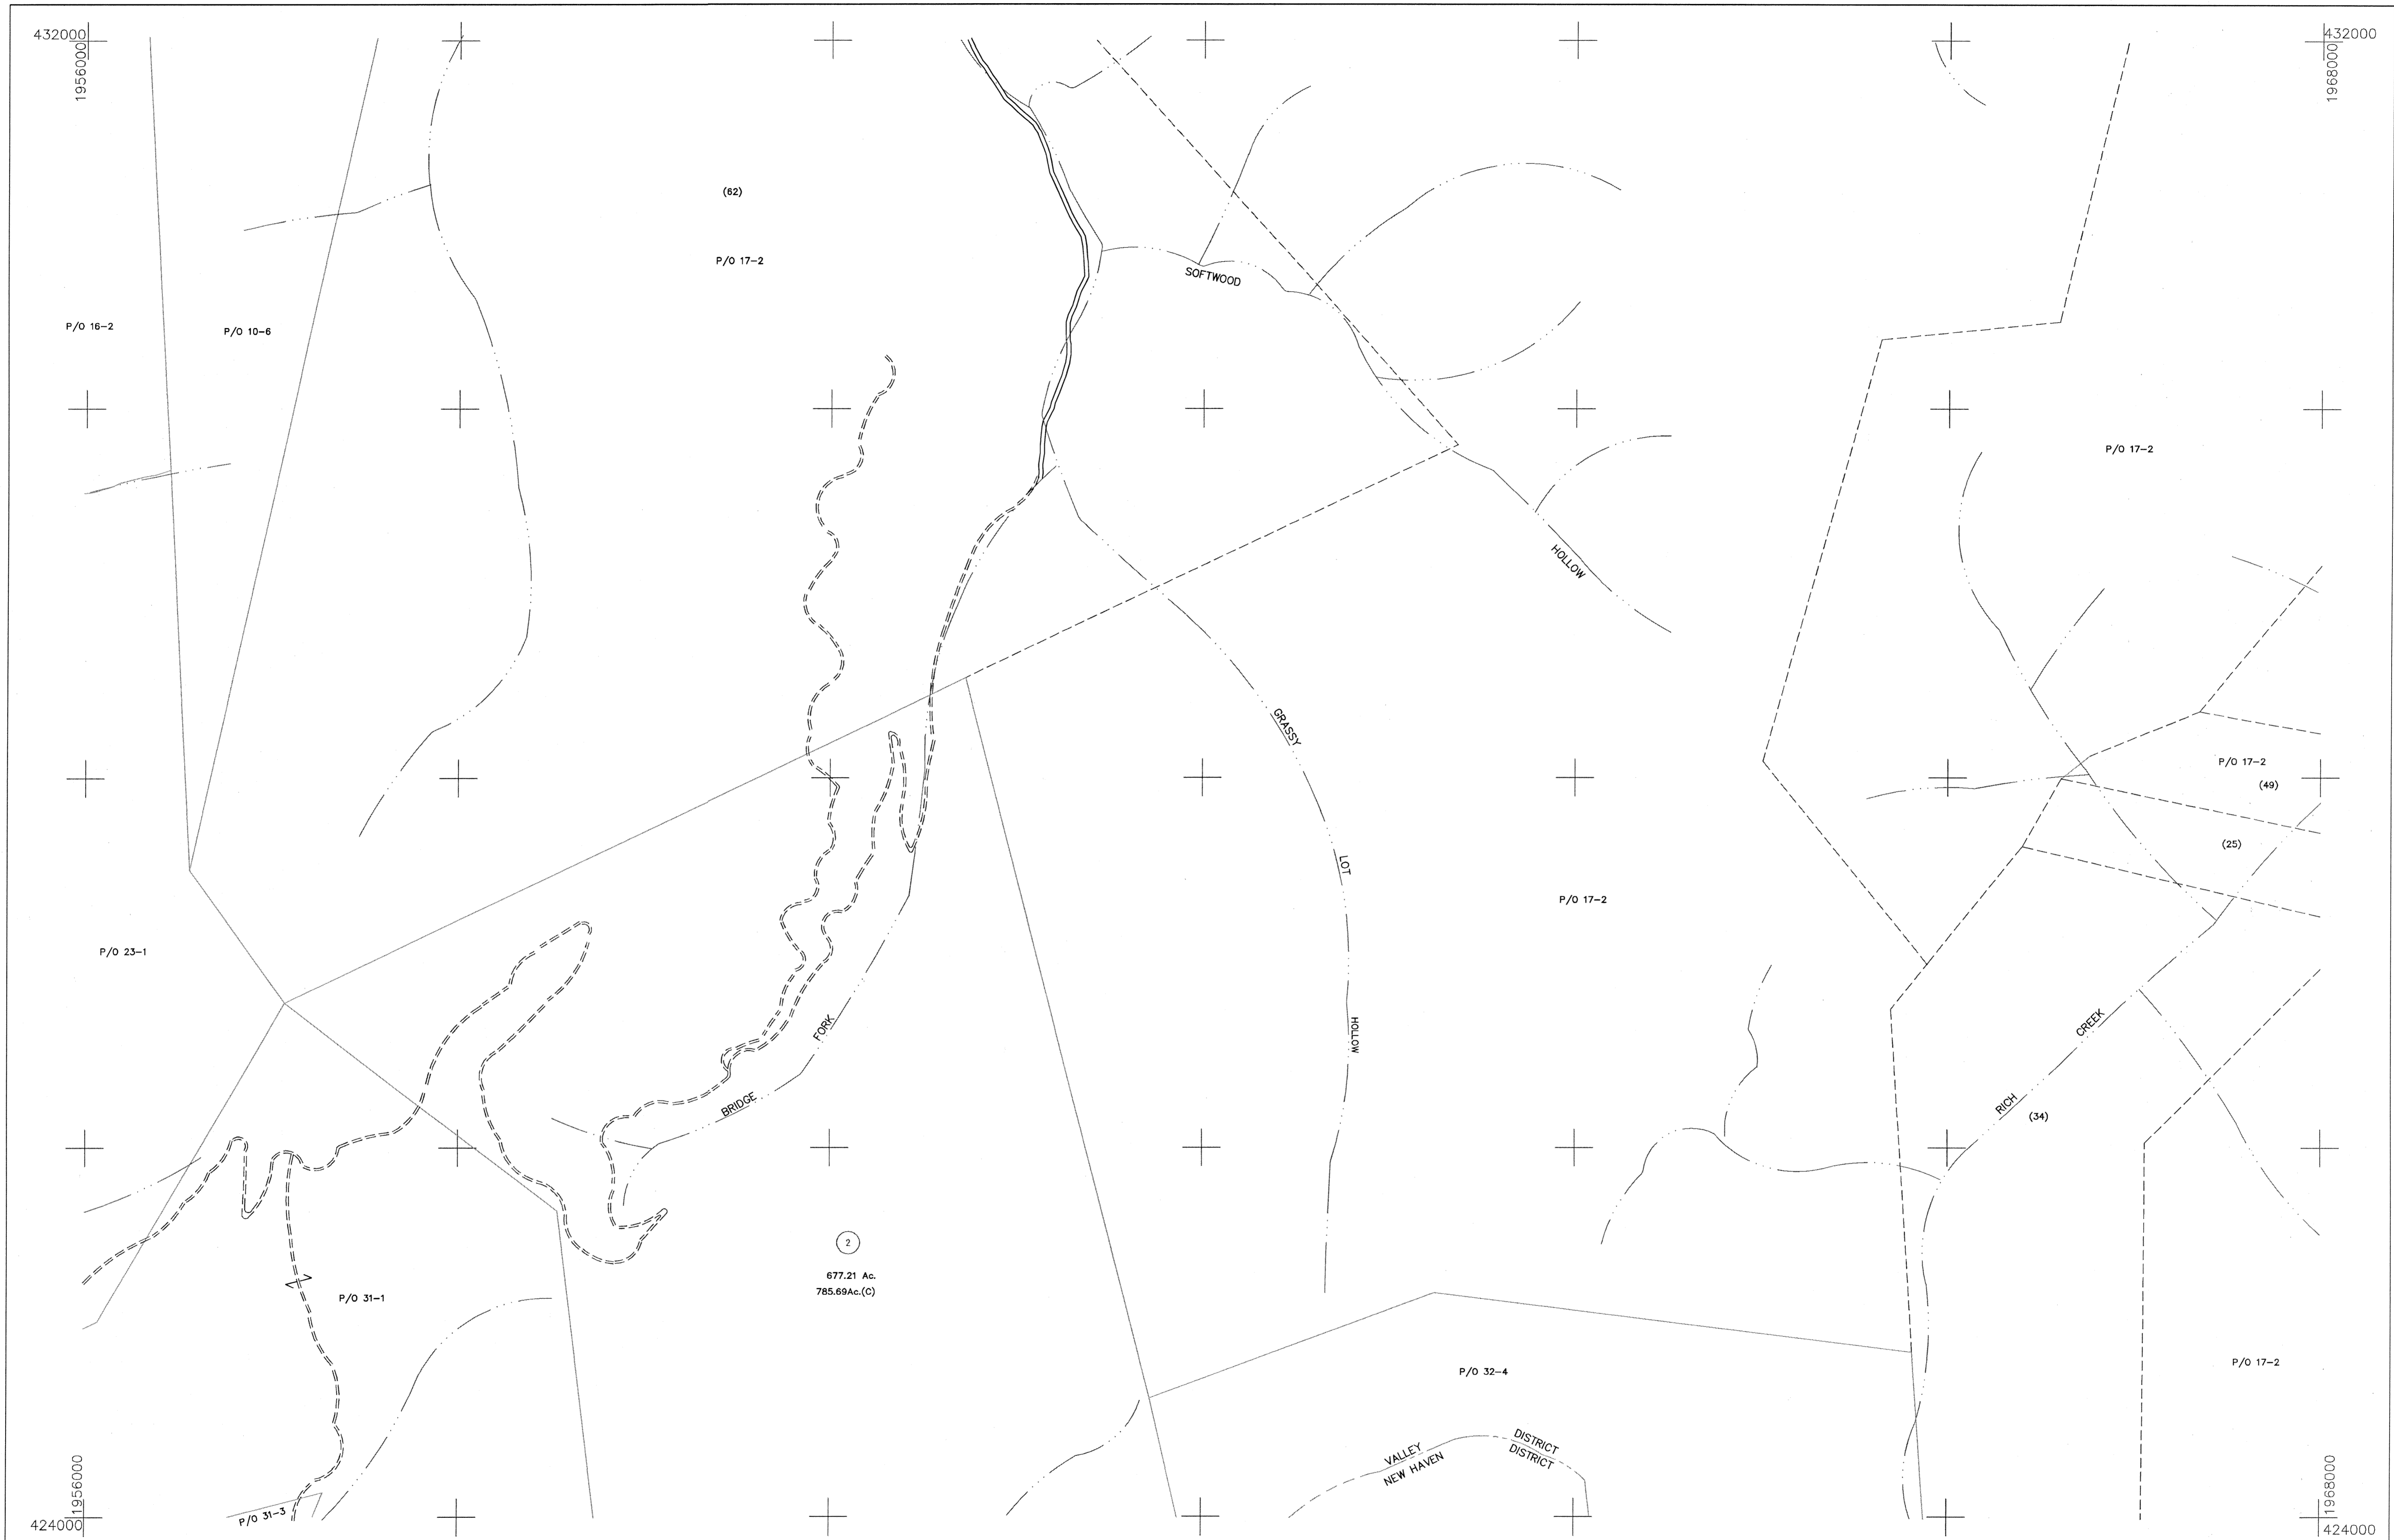 432000
1956000
432000
1968000
(62)
P/O 17-2
SOFTWOOD
P/O 16-2
P/O 10-6
P/O 17-2
HOLLOW
GRASSY
P/O 17-2
(49)
(25)
LOT
P/O 17-2
P/O 23-1
FORK
HOLLOW
CREEK
BRIDGE
RICH
(34)
2
677.21 Ac.
785.69Ac.(C)
P/O 31-1
P/O 32-4
P/O 17-2
VALLEY DISTRICT
NEW HAVEN DISTRICT
P/O 31-3
1956000
424000
1968000
424000